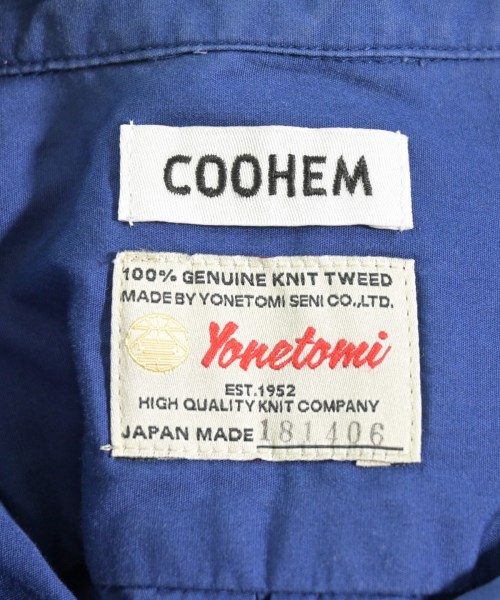 COOHEM
100% GENUINE KNIT TWEED
MADE BY YONETOMI SENI CO.,LTD.
Yonetomi
EST.1952
HIGH QUALITY KNIT COMPANY
JAPAN MADE 181406